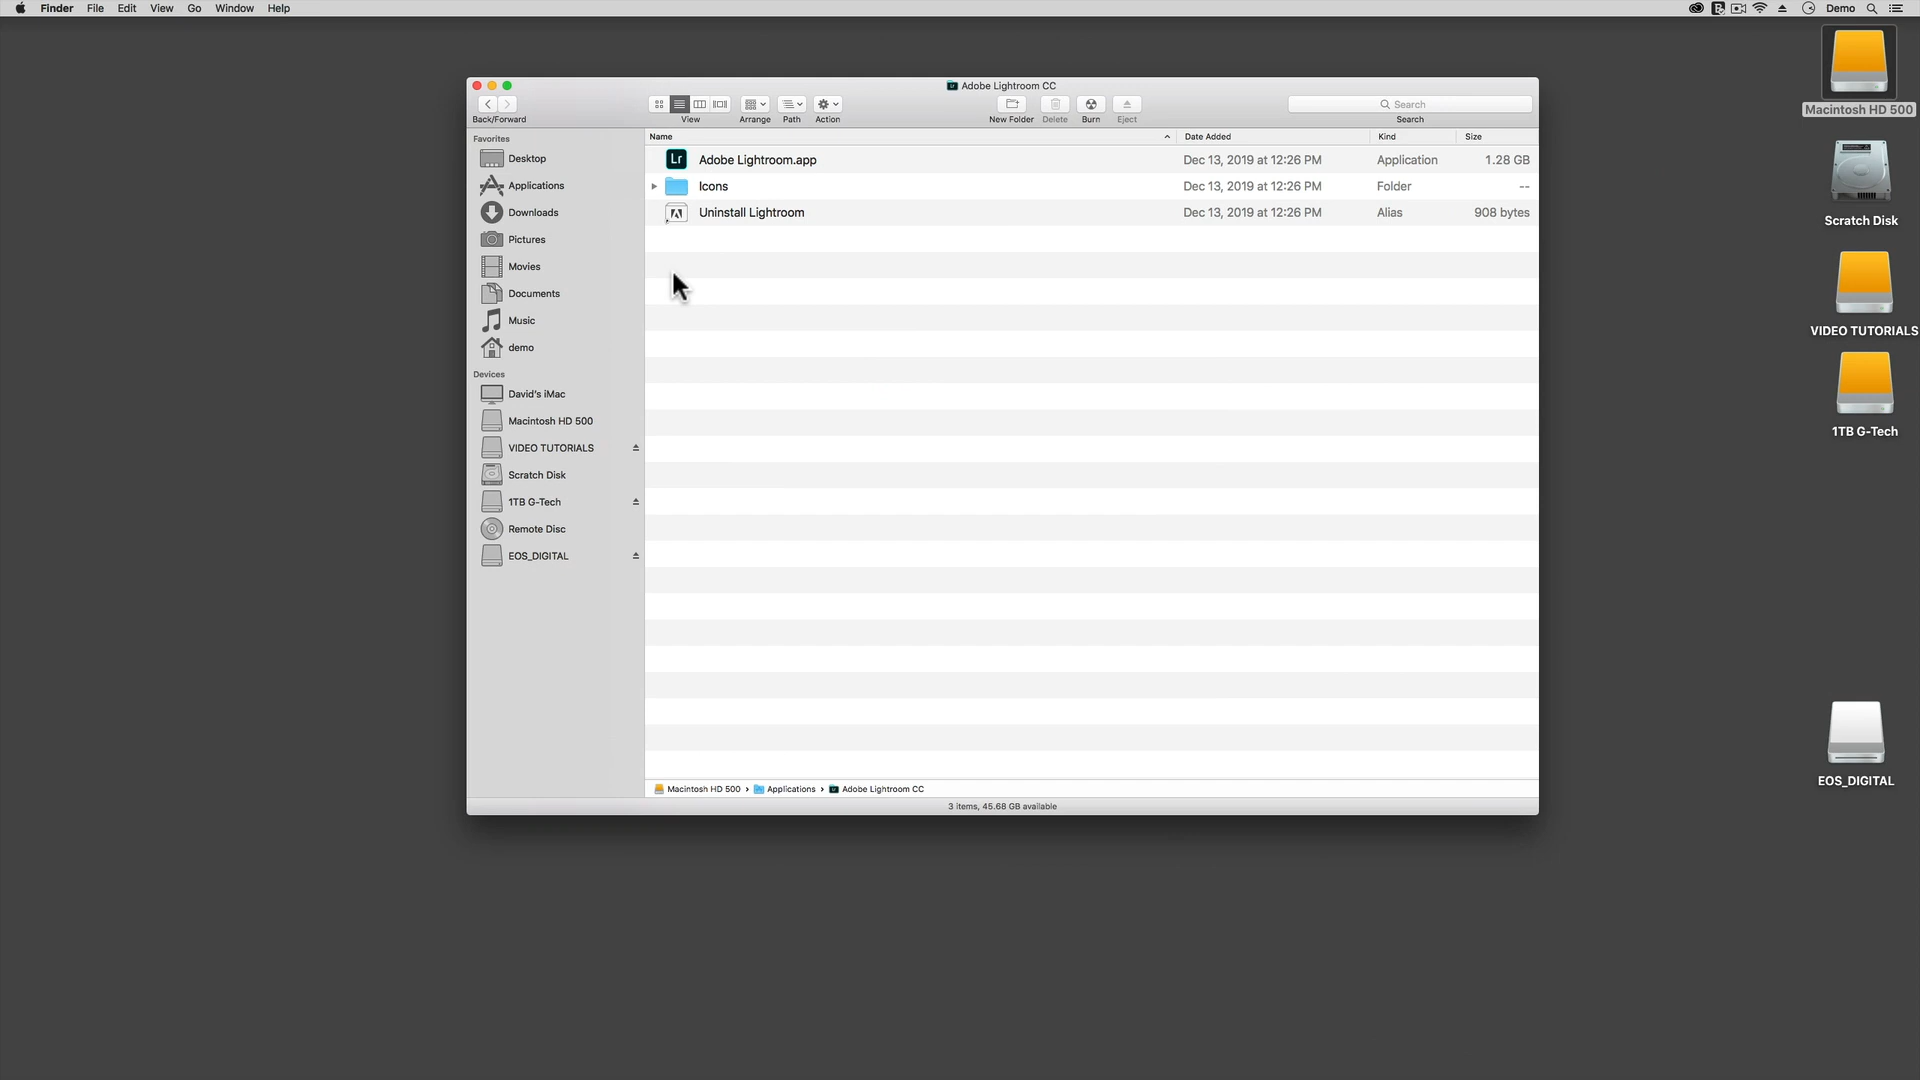 Finder File Edit View Go Window Help Demo
Adobe Lightroom CC
Back/Forward View Arrange Path Action New Folder Delete Burn Eject Search
Search
Favorites
Desktop
Applications
Downloads
Pictures
Movies
Documents
Music
demo
Devices
David's iMac
Macintosh HD 500
VIDEO TUTORIALS
Scratch Disk
1TB G-Tech
Remote Disc
EOS_DIGITAL
Name Date Added Kind Size
Lr Adobe Lightroom.app Dec 13, 2019 at 12:26 PM Application 1.28 GB
Icons Dec 13, 2019 at 12:26 PM Folder --
Uninstall Lightroom Dec 13, 2019 at 12:26 PM Alias 908 bytes
Macintosh HD 500 › Applications › Adobe Lightroom CC
3 items, 45.68 GB available
Macintosh HD 500
Scratch Disk
VIDEO TUTORIALS
1TB G-Tech
EOS_DIGITAL